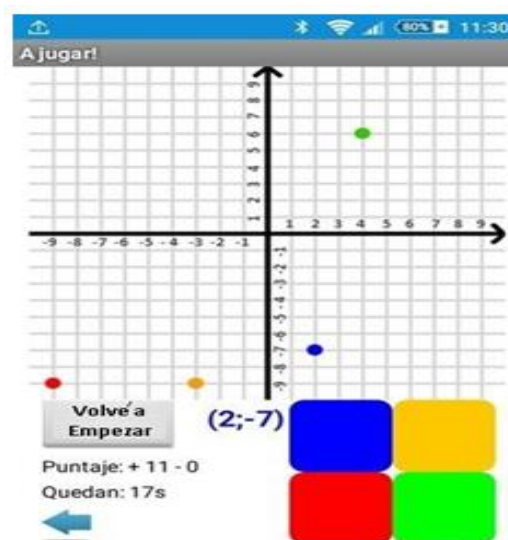 80% 11:30
A jugar!
9
8
7
6
5
4
3
2
1
1 2 3 4 5 6 7 8 9
-9 -8 -7 -6 -5 -4 -3 -2 -1
-1
-2
-3
-4
-5
-6
-7
-8
-9
Volvé a
Empezar
(2;-7)
Puntaje: + 11 - 0
Quedan: 17s